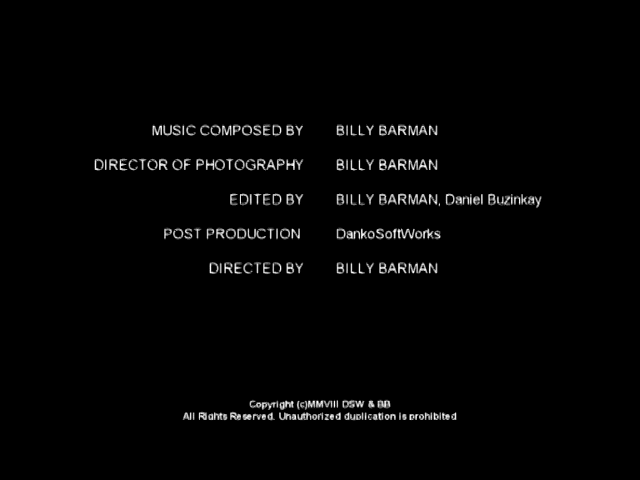 MUSIC COMPOSED BY BILLY BARMAN
DIRECTOR OF PHOTOGRAPHY BILLY BARMAN
EDITED BY BILLY BARMAN, Daniel Buzinkay
POST PRODUCTION DankoSoftWorks
DIRECTED BY BILLY BARMAN
Copyright (c)MMVIII DSW & BB
All Rights Reserved. Unauthorized duplication is prohibited